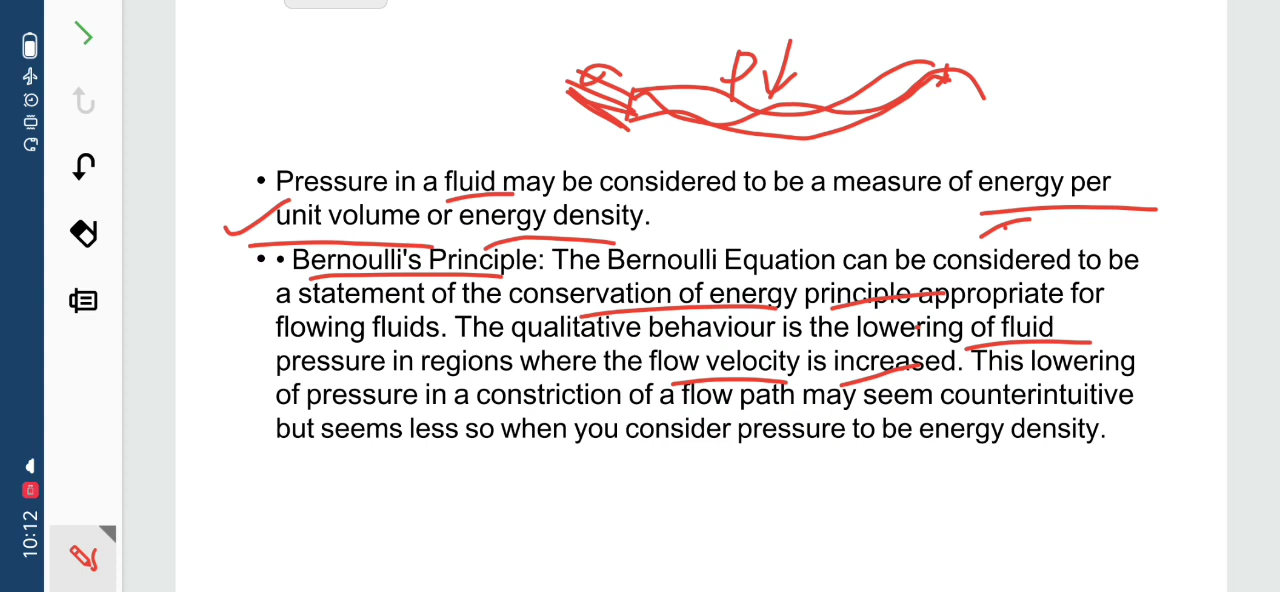 P↓
• Pressure in a fluid may be considered to be a measure of energy per
unit volume or energy density.
• • Bernoulli's Principle: The Bernoulli Equation can be considered to be
a statement of the conservation of energy principle appropriate for
flowing fluids. The qualitative behaviour is the lowering of fluid
pressure in regions where the flow velocity is increased. This lowering
of pressure in a constriction of a flow path may seem counterintuitive
but seems less so when you consider pressure to be energy density.
10:12